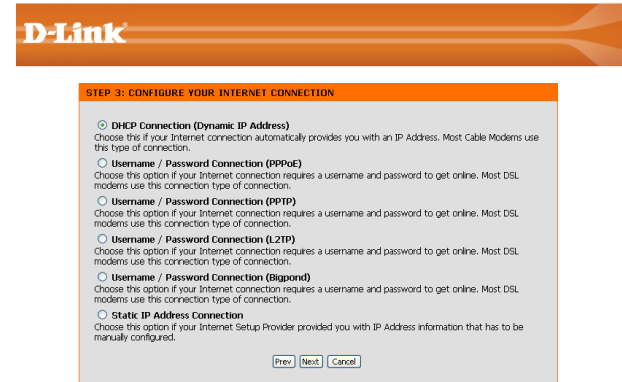 D-Link
STEP 3: CONFIGURE YOUR INTERNET CONNECTION
DHCP Connection (Dynamic IP Address)
Choose this if your Internet connection automatically provides you with an IP Address. Most Cable Modems use
this type of connection.
Username / Password Connection (PPPoE)
Choose this option if your Internet connection requires a username and password to get online. Most DSL
modems use this connection type of connection.
Username / Password Connection (PPTP)
Choose this option if your Internet connection requires a username and password to get online. Most DSL
modems use this connection type of connection.
Username / Password Connection (L2TP)
Choose this option if your Internet connection requires a username and password to get online. Most DSL
modems use this connection type of connection.
Username / Password Connection (Bigpond)
Choose this option if your Internet connection requires a username and password to get online. Most DSL
modems use this connection type of connection.
Static IP Address Connection
Choose this option if your Internet Setup Provider provided you with IP Address information that has to be
manually configured.
Prev Next Cancel